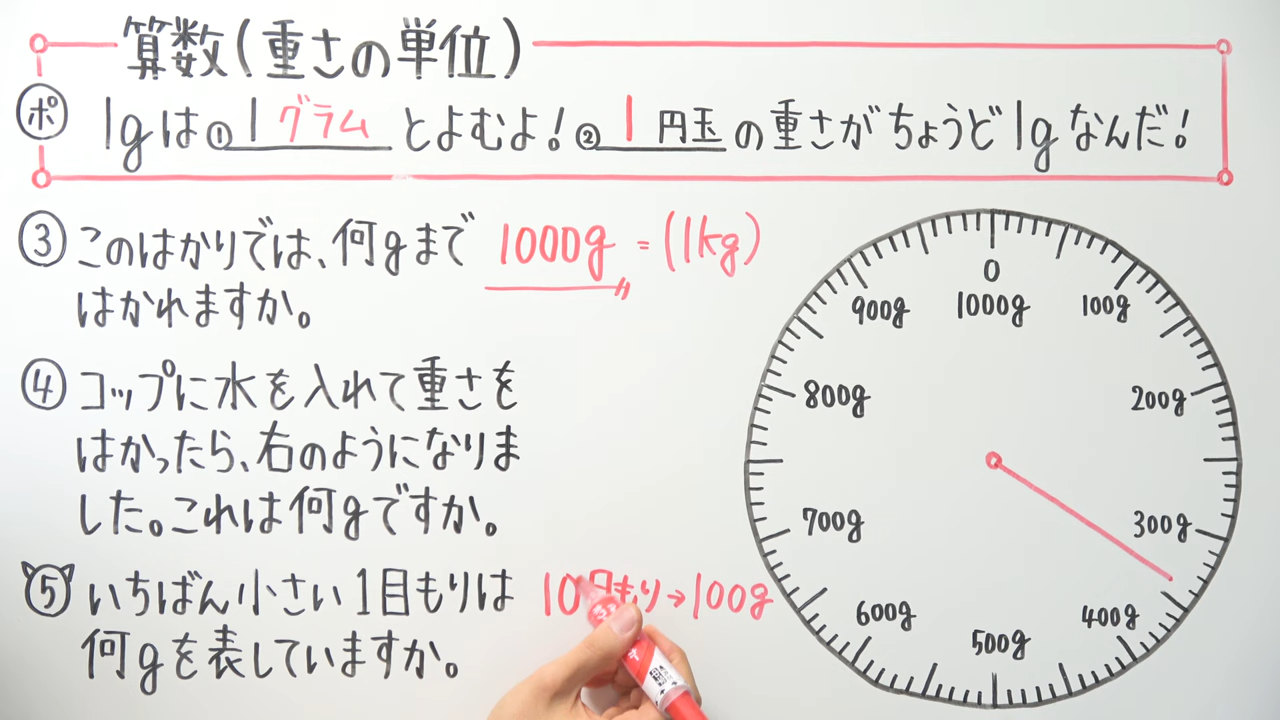 算数(重さの単位)
ポ 1gは①1グラムとよむよ!②1円玉の重さがちょうど1gなんだ!
③このはかりでは、何gまで 1000g =(1kg)
はかれますか。
④コップに水を入れて重さを
はかったら、右のようになりま
した。これは何gですか。
⑤いちばん小さい1目もりは 10目もり→100g
何gを表していますか。
0
1000g
100g
200g
300g
400g
500g
600g
700g
800g
900g